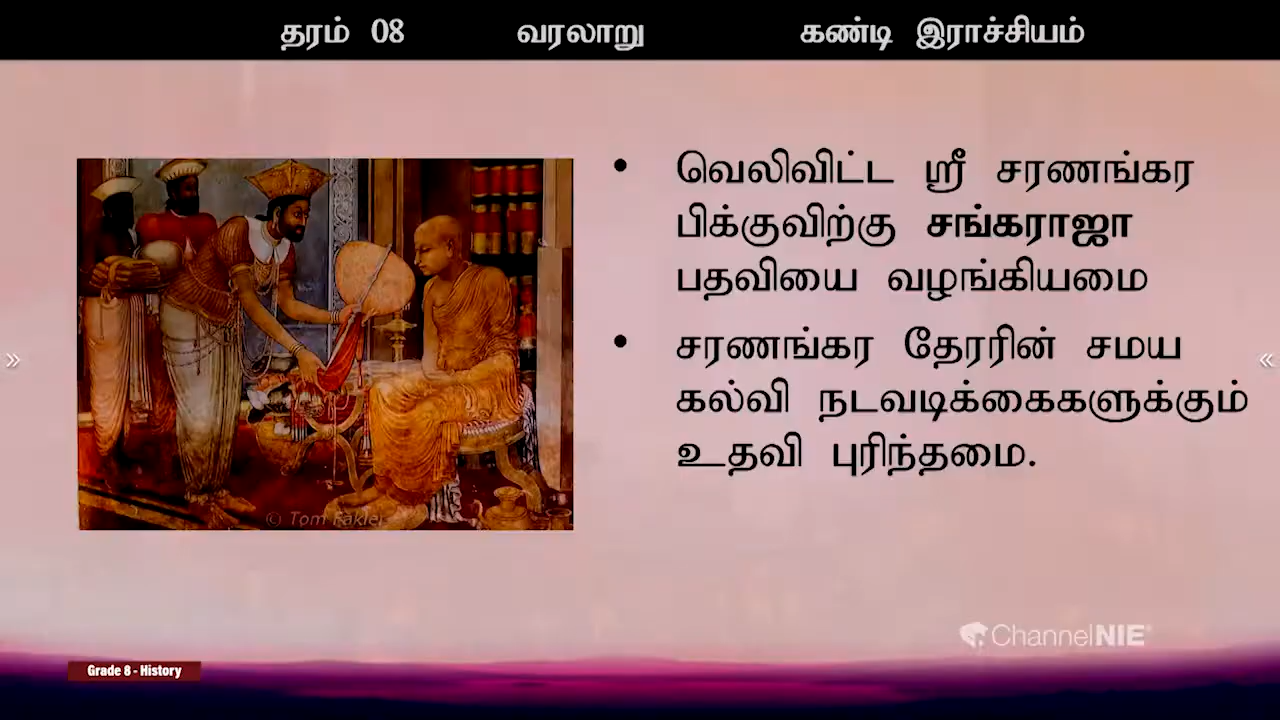 தரம் 08 வரலாறு கண்டி இராச்சியம்
• வெலிவிட்ட ஸ்ரீ சரணங்கர
பிக்குவிற்கு சங்கராஜா
பதவியை வழங்கியமை
• சரணங்கர தேரரின் சமய
கல்வி நடவடிக்கைகளுக்கும்
உதவி புரிந்தமை.
© Tom Fakler
ChannelNIE
Grade 8 - History